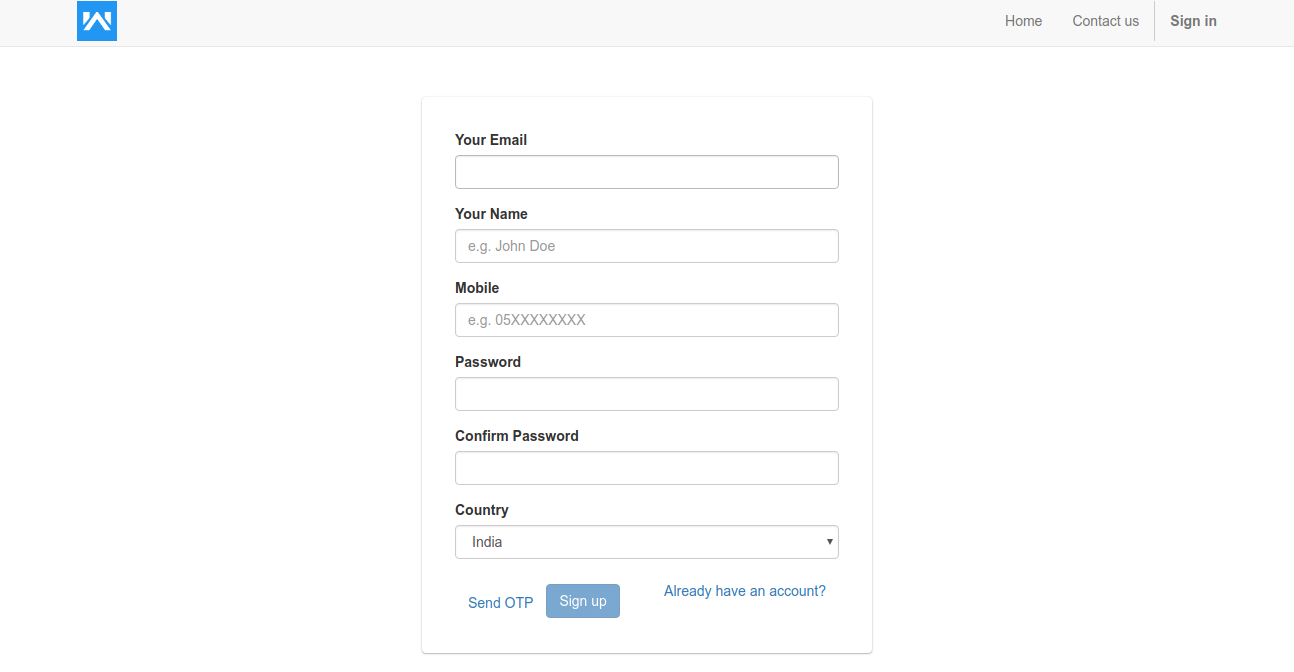 Home Contact us Sign in
Your Email
Your Name
e.g. John Doe
Mobile
e.g. 05XXXXXXXX
Password
Confirm Password
Country
India
Send OTP Sign up Already have an account?